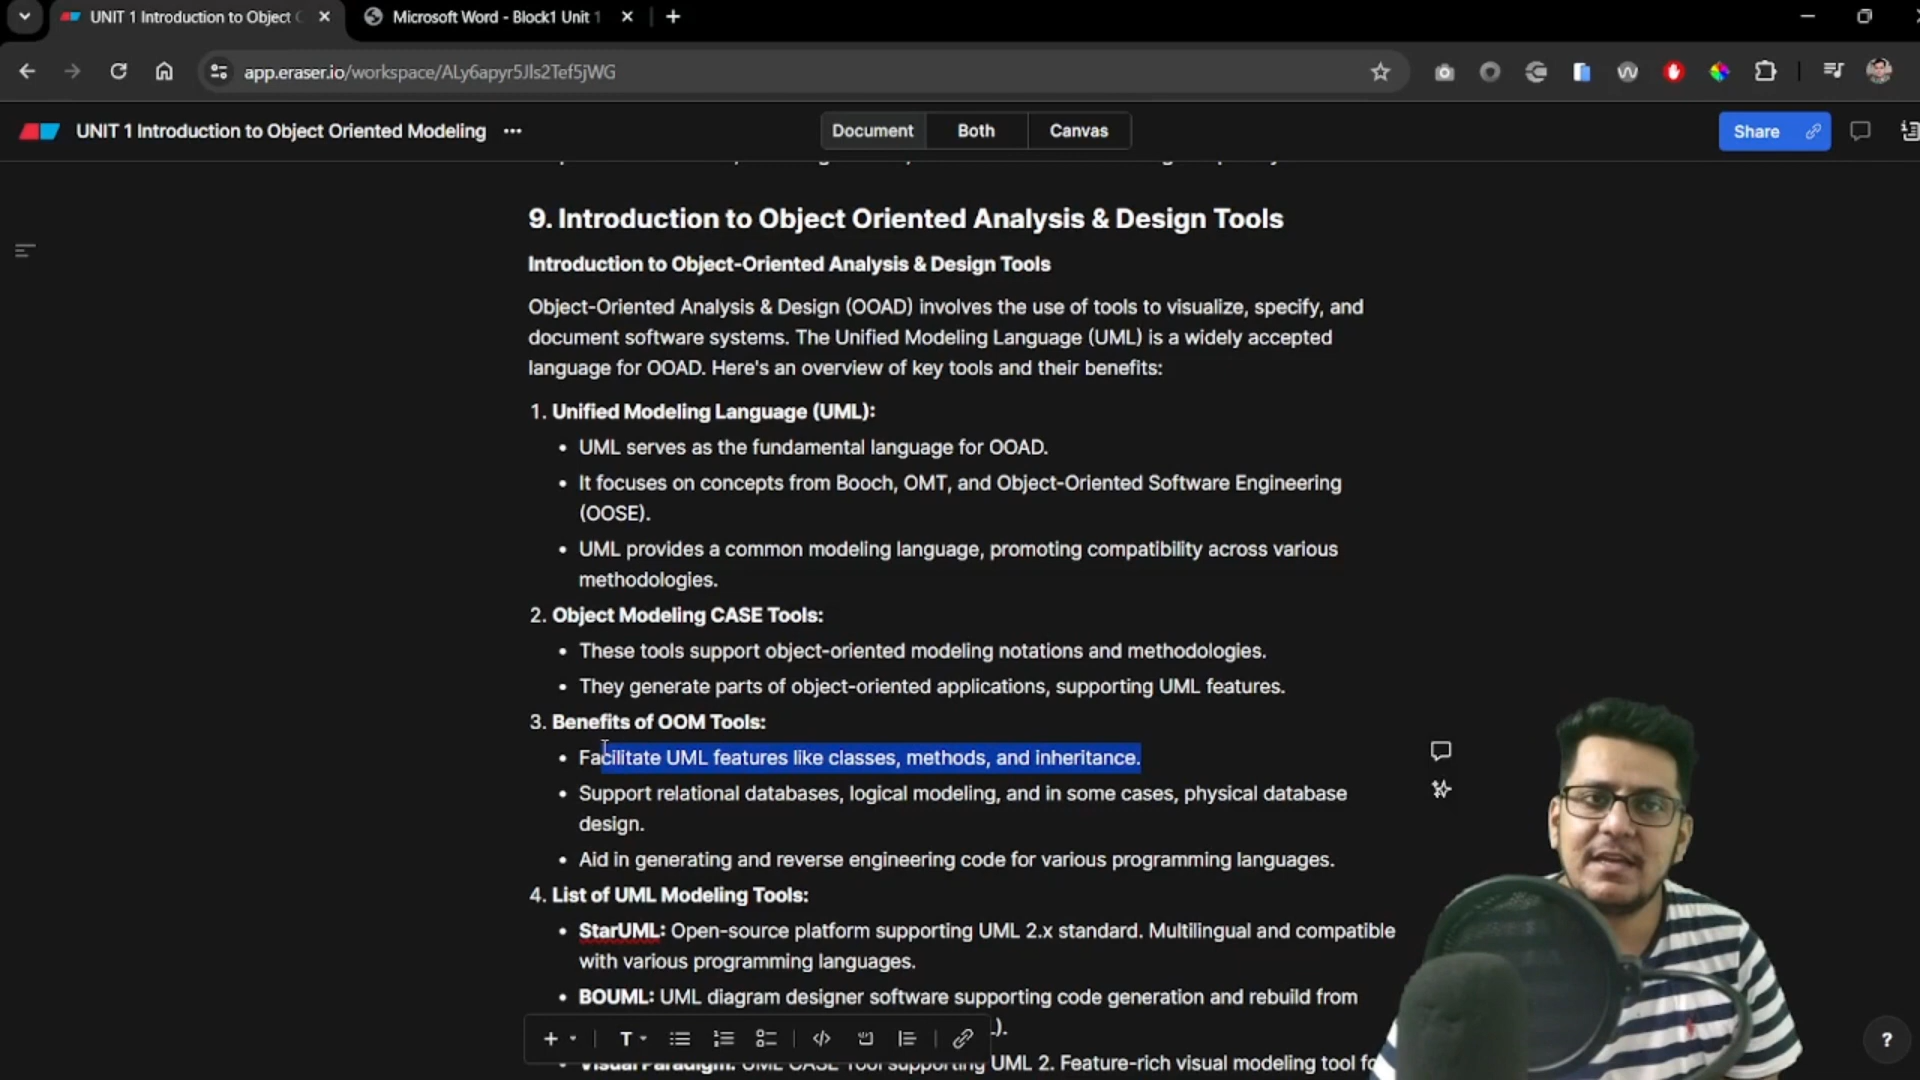 UNIT 1 Introduction to Object
Microsoft Word - Block1 Unit 1
app.eraser.io/workspace/ALy6apyr5Jls2Tef5jWG
UNIT 1 Introduction to Object Oriented Modeling
Document Both Canvas
Share
9. Introduction to Object Oriented Analysis & Design Tools
Introduction to Object-Oriented Analysis & Design Tools
Object-Oriented Analysis & Design (OOAD) involves the use of tools to visualize, specify, and
document software systems. The Unified Modeling Language (UML) is a widely accepted
language for OOAD. Here's an overview of key tools and their benefits:
1. Unified Modeling Language (UML):
• UML serves as the fundamental language for OOAD.
• It focuses on concepts from Booch, OMT, and Object-Oriented Software Engineering
(OOSE).
• UML provides a common modeling language, promoting compatibility across various
methodologies.
2. Object Modeling CASE Tools:
• These tools support object-oriented modeling notations and methodologies.
• They generate parts of object-oriented applications, supporting UML features.
3. Benefits of OOM Tools:
• Facilitate UML features like classes, methods, and inheritance.
• Support relational databases, logical modeling, and in some cases, physical database
design.
• Aid in generating and reverse engineering code for various programming languages.
4. List of UML Modeling Tools:
• StarUML: Open-source platform supporting UML 2.x standard. Multilingual and compatible
with various programming languages.
• BOUML: UML diagram designer software supporting code generation and rebuild from
).
• Visual Paradigm: UML CASE Tool supporting UML 2. Feature-rich visual modeling tool